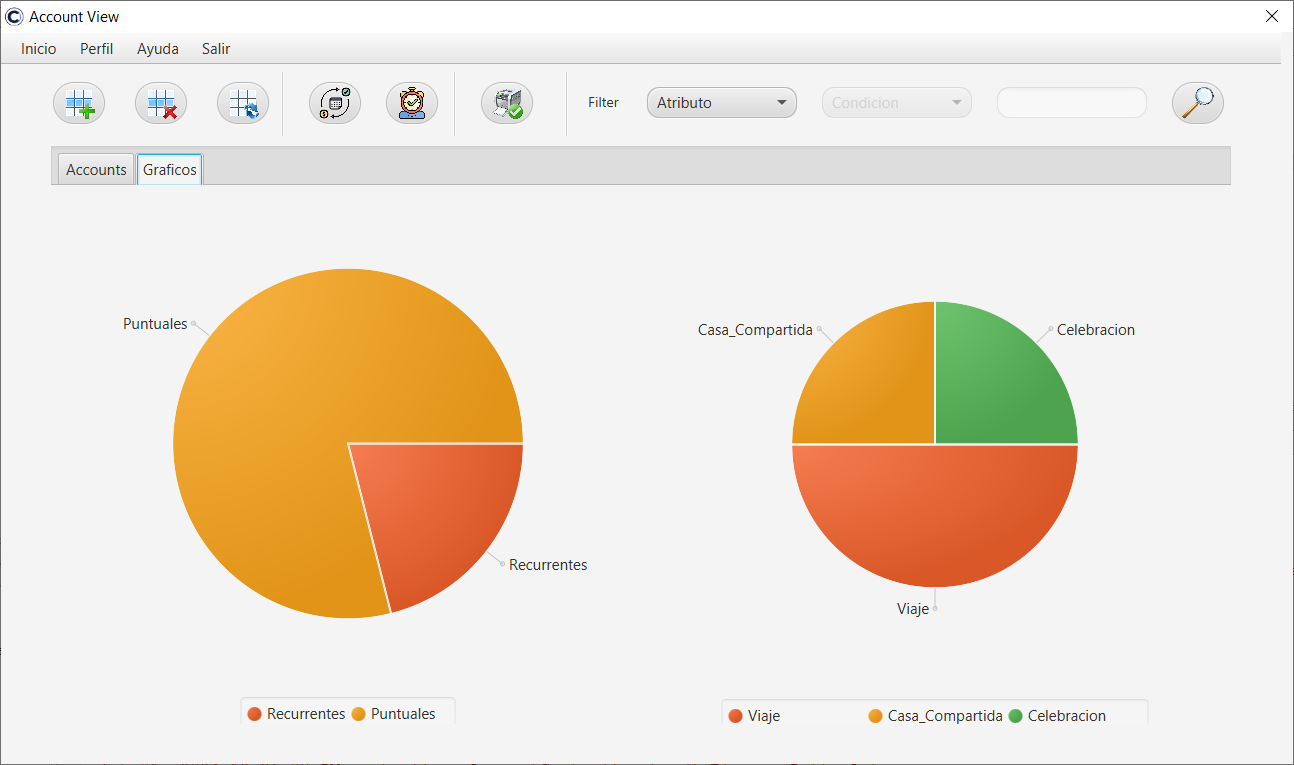 Account View
Inicio Perfil Ayuda Salir
Filter Atributo Condicion
Accounts Graficos
Puntuales
Casa_Compartida Celebracion
Recurrentes
Viaje
Recurrentes Puntuales
Viaje Casa_Compartida Celebracion